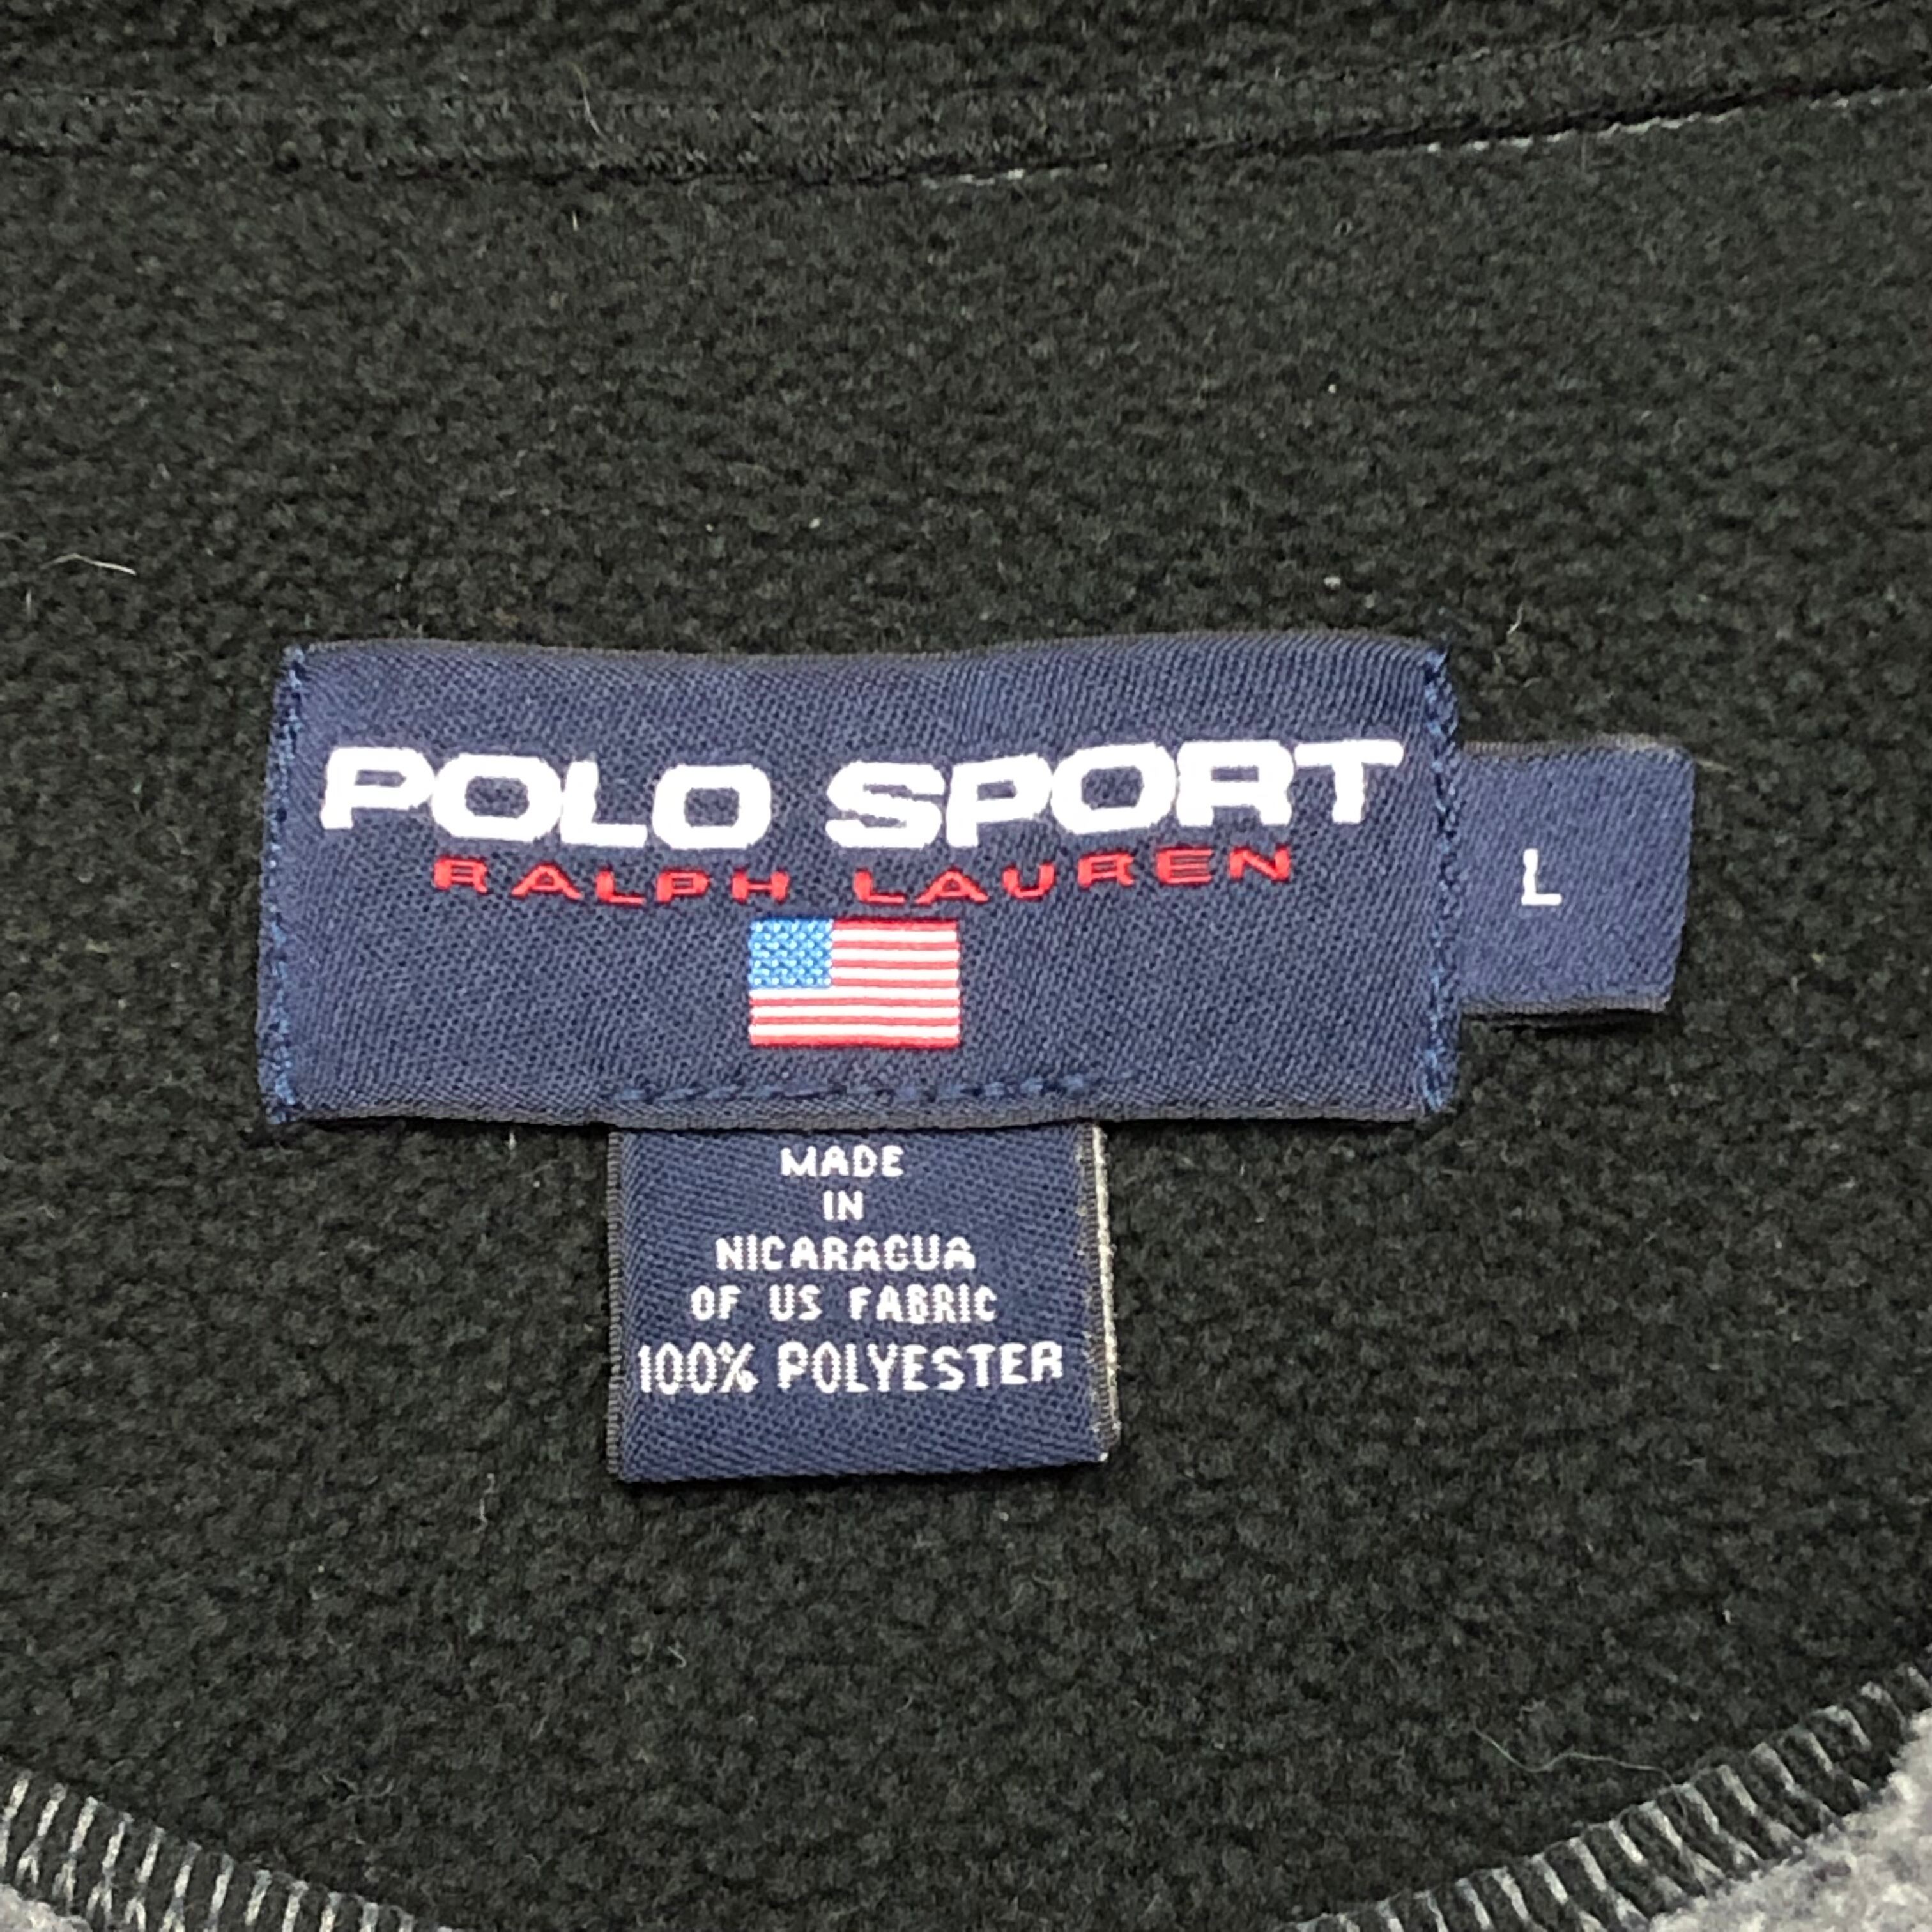 POLO SPORT
RALPH LAUREN
L
MADE
IN
NICARAGUA
OF US FABRIC
100% POLYESTER